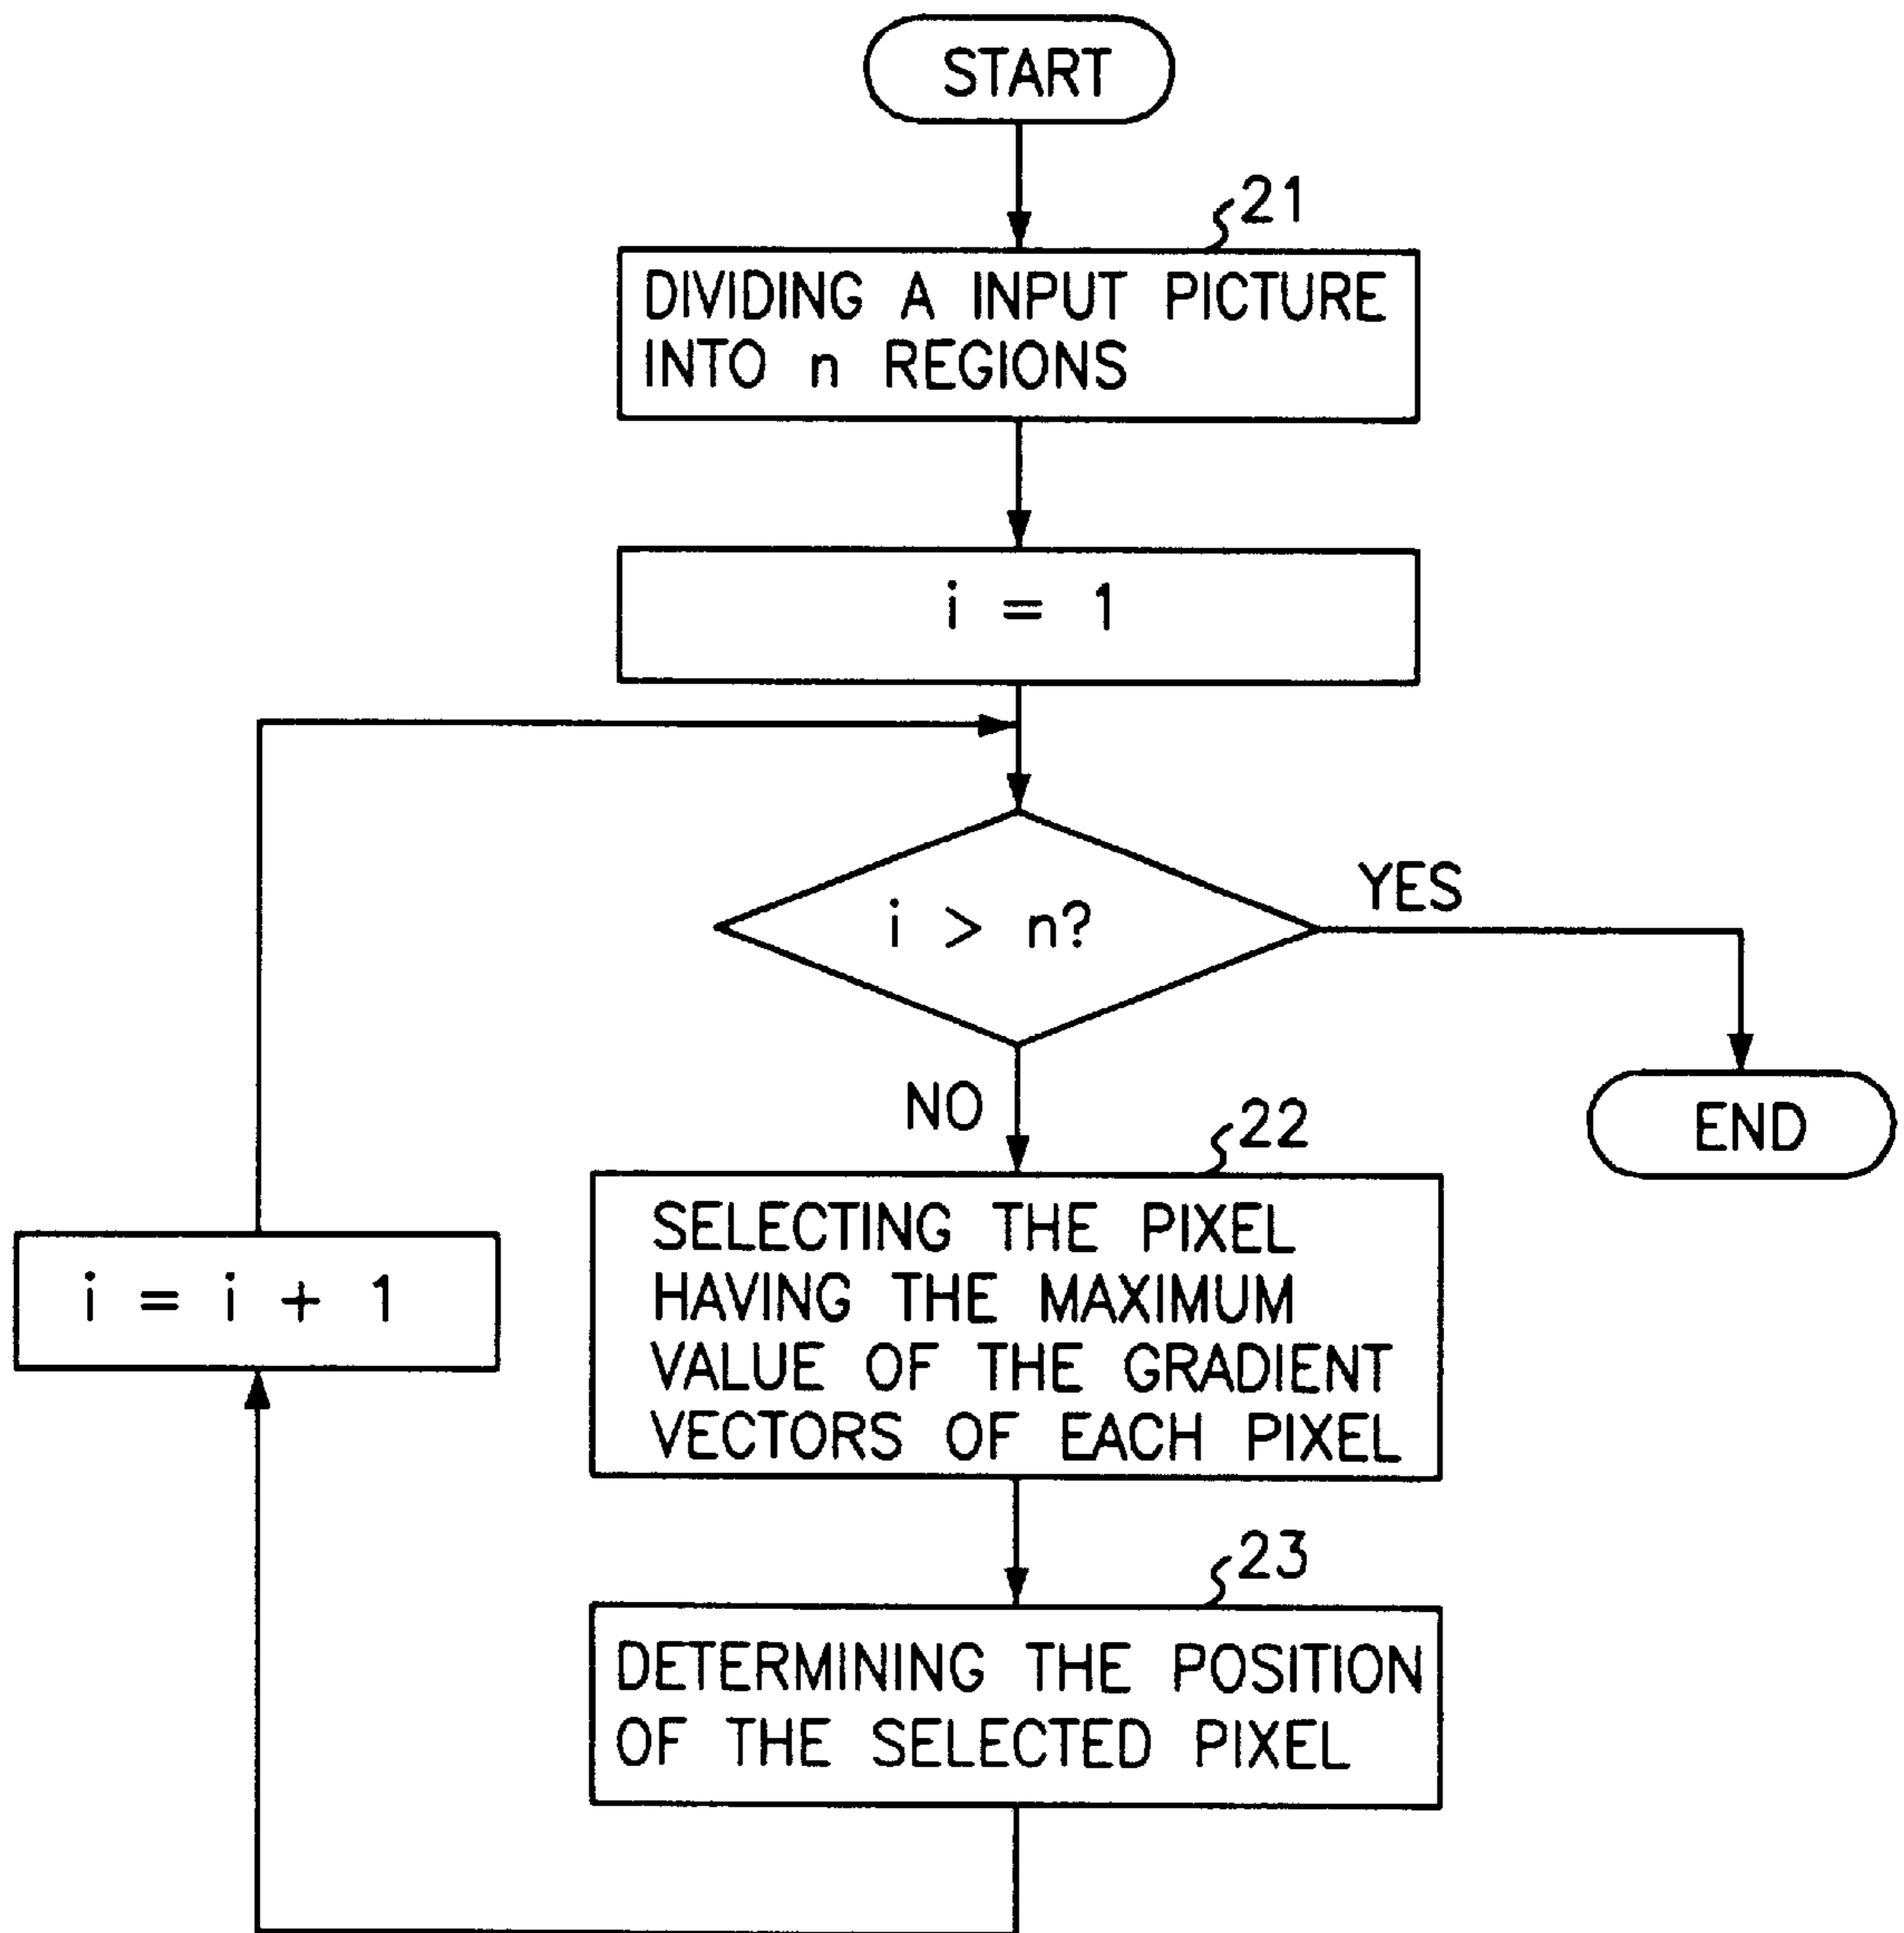 START
21
DIVIDING A INPUT PICTURE
INTO n REGIONS
i = 1
i > n?
YES
NO
END
22
SELECTING THE PIXEL
HAVING THE MAXIMUM
VALUE OF THE GRADIENT
VECTORS OF EACH PIXEL
i = i + 1
23
DETERMINING THE POSITION
OF THE SELECTED PIXEL